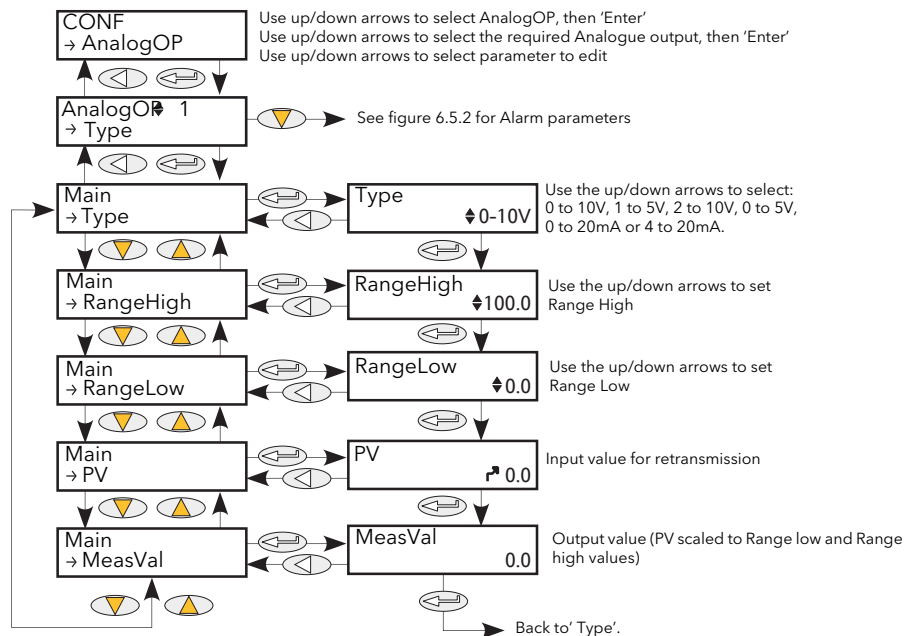 CONF
→ AnalogOP
Use up/down arrows to select AnalogOP, then ‘Enter’
Use up/down arrows to select the required Analogue output, then ‘Enter’
Use up/down arrows to select parameter to edit
AnalogOP 1
→ Type
See figure 6.5.2 for Alarm parameters
Main
→ Type
Type
0-10V
Use the up/down arrows to select:
0 to 10V, 1 to 5V, 2 to 10V, 0 to 5V,
0 to 20mA or 4 to 20mA.
Main
→ RangeHigh
RangeHigh
100.0
Use the up/down arrows to set
Range High
Main
→ RangeLow
RangeLow
0.0
Use the up/down arrows to set
Range Low
Main
→ PV
PV
0.0
Input value for retransmission
Main
→ MeasVal
MeasVal
0.0
Output value (PV scaled to Range low and Range
high values)
Back to’ Type’.